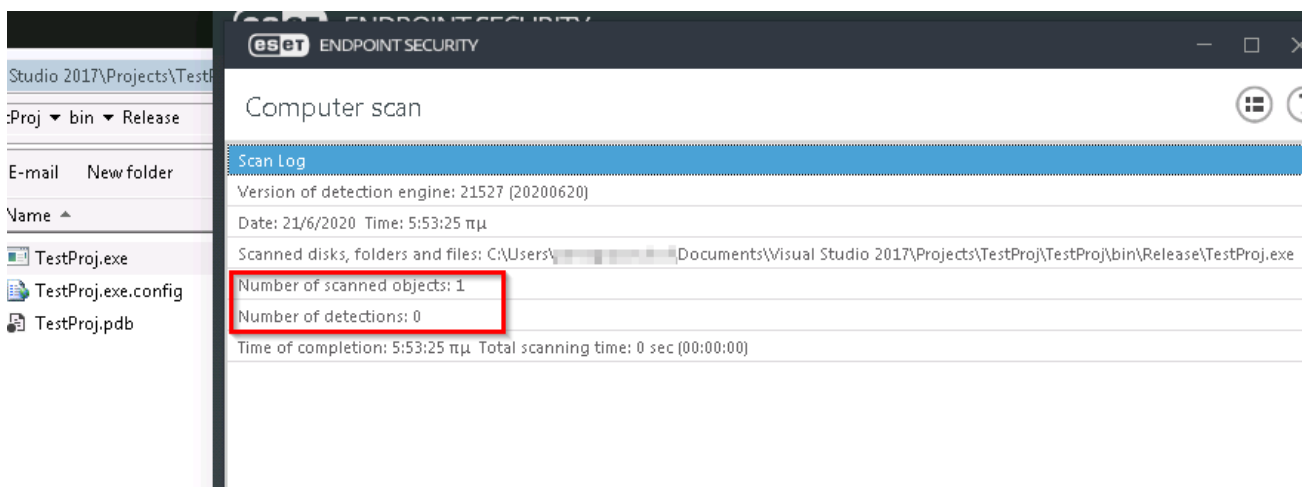 ENDPOINT SECURITY
eset ENDPOINT SECURITY
Studio 2017\Projects\Test
Proj bin Release
E-mail New folder
Name
TestProj.exe
TestProj.exe.config
TestProj.pdb
Computer scan
Scan Log
Version of detection engine: 21527 (20200620)
Date: 21/6/2020 Time: 5:53:25 πμ
Scanned disks, folders and files: C:\Users\ Documents\Visual Studio 2017\Projects\TestProj\TestProj\bin\Release\TestProj.exe
Number of scanned objects: 1
Number of detections: 0
Time of completion: 5:53:25 πμ Total scanning time: 0 sec (00:00:00)